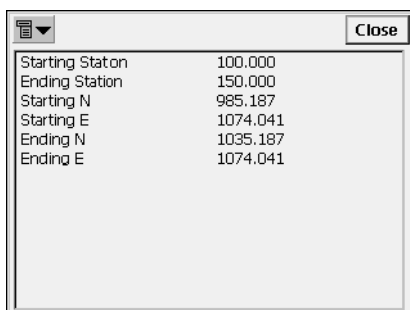 Close
Starting Staton 100.000
Ending Station 150.000
Starting N 985.187
Starting E 1074.041
Ending N 1035.187
Ending E 1074.041